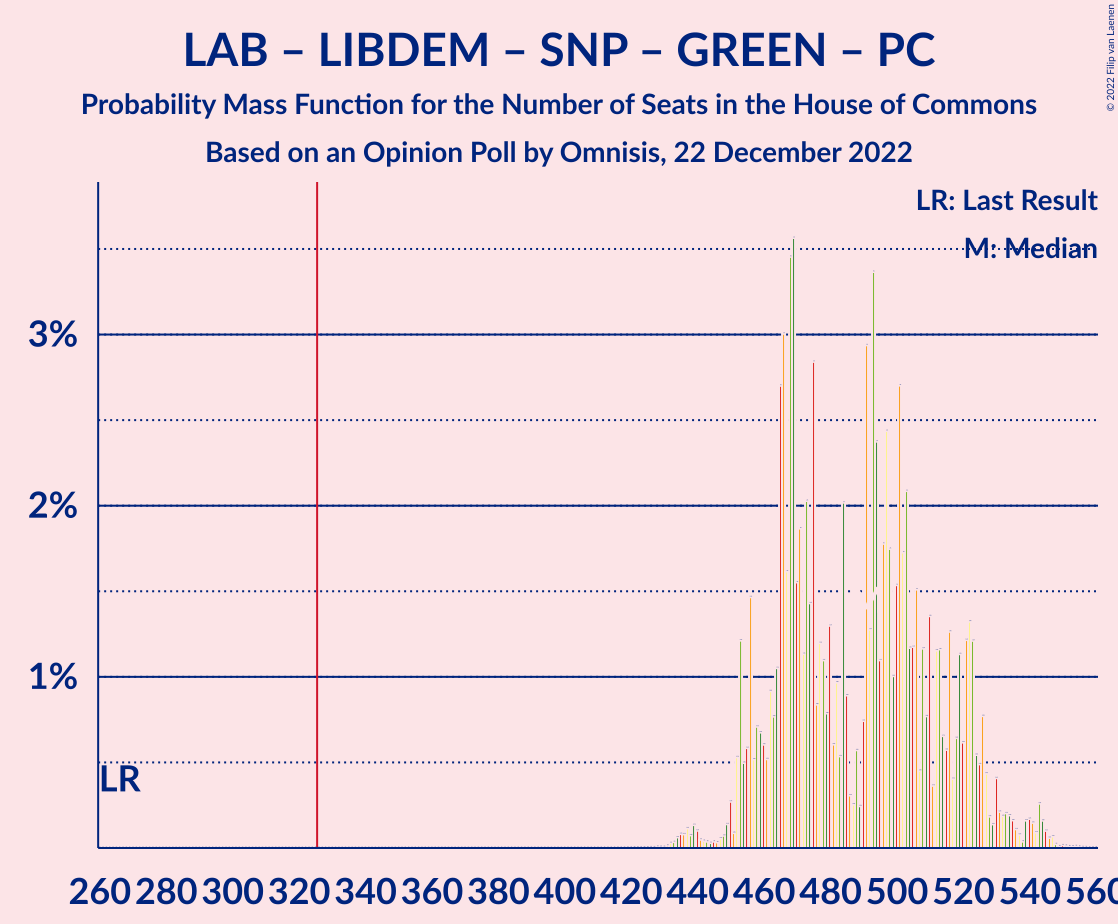 LAB – LIBDEM – SNP – GREEN – PC
Probability Mass Function for the Number of Seats in the House of Commons
Based on an Opinion Poll by Omnisis, 22 December 2022
© 2022 Filip van Laenen
LR: Last Result
M: Median
3%
2%
1%
LR
260 280 300 320 340 360 380 400 420 440 460 480 500 520 540 560